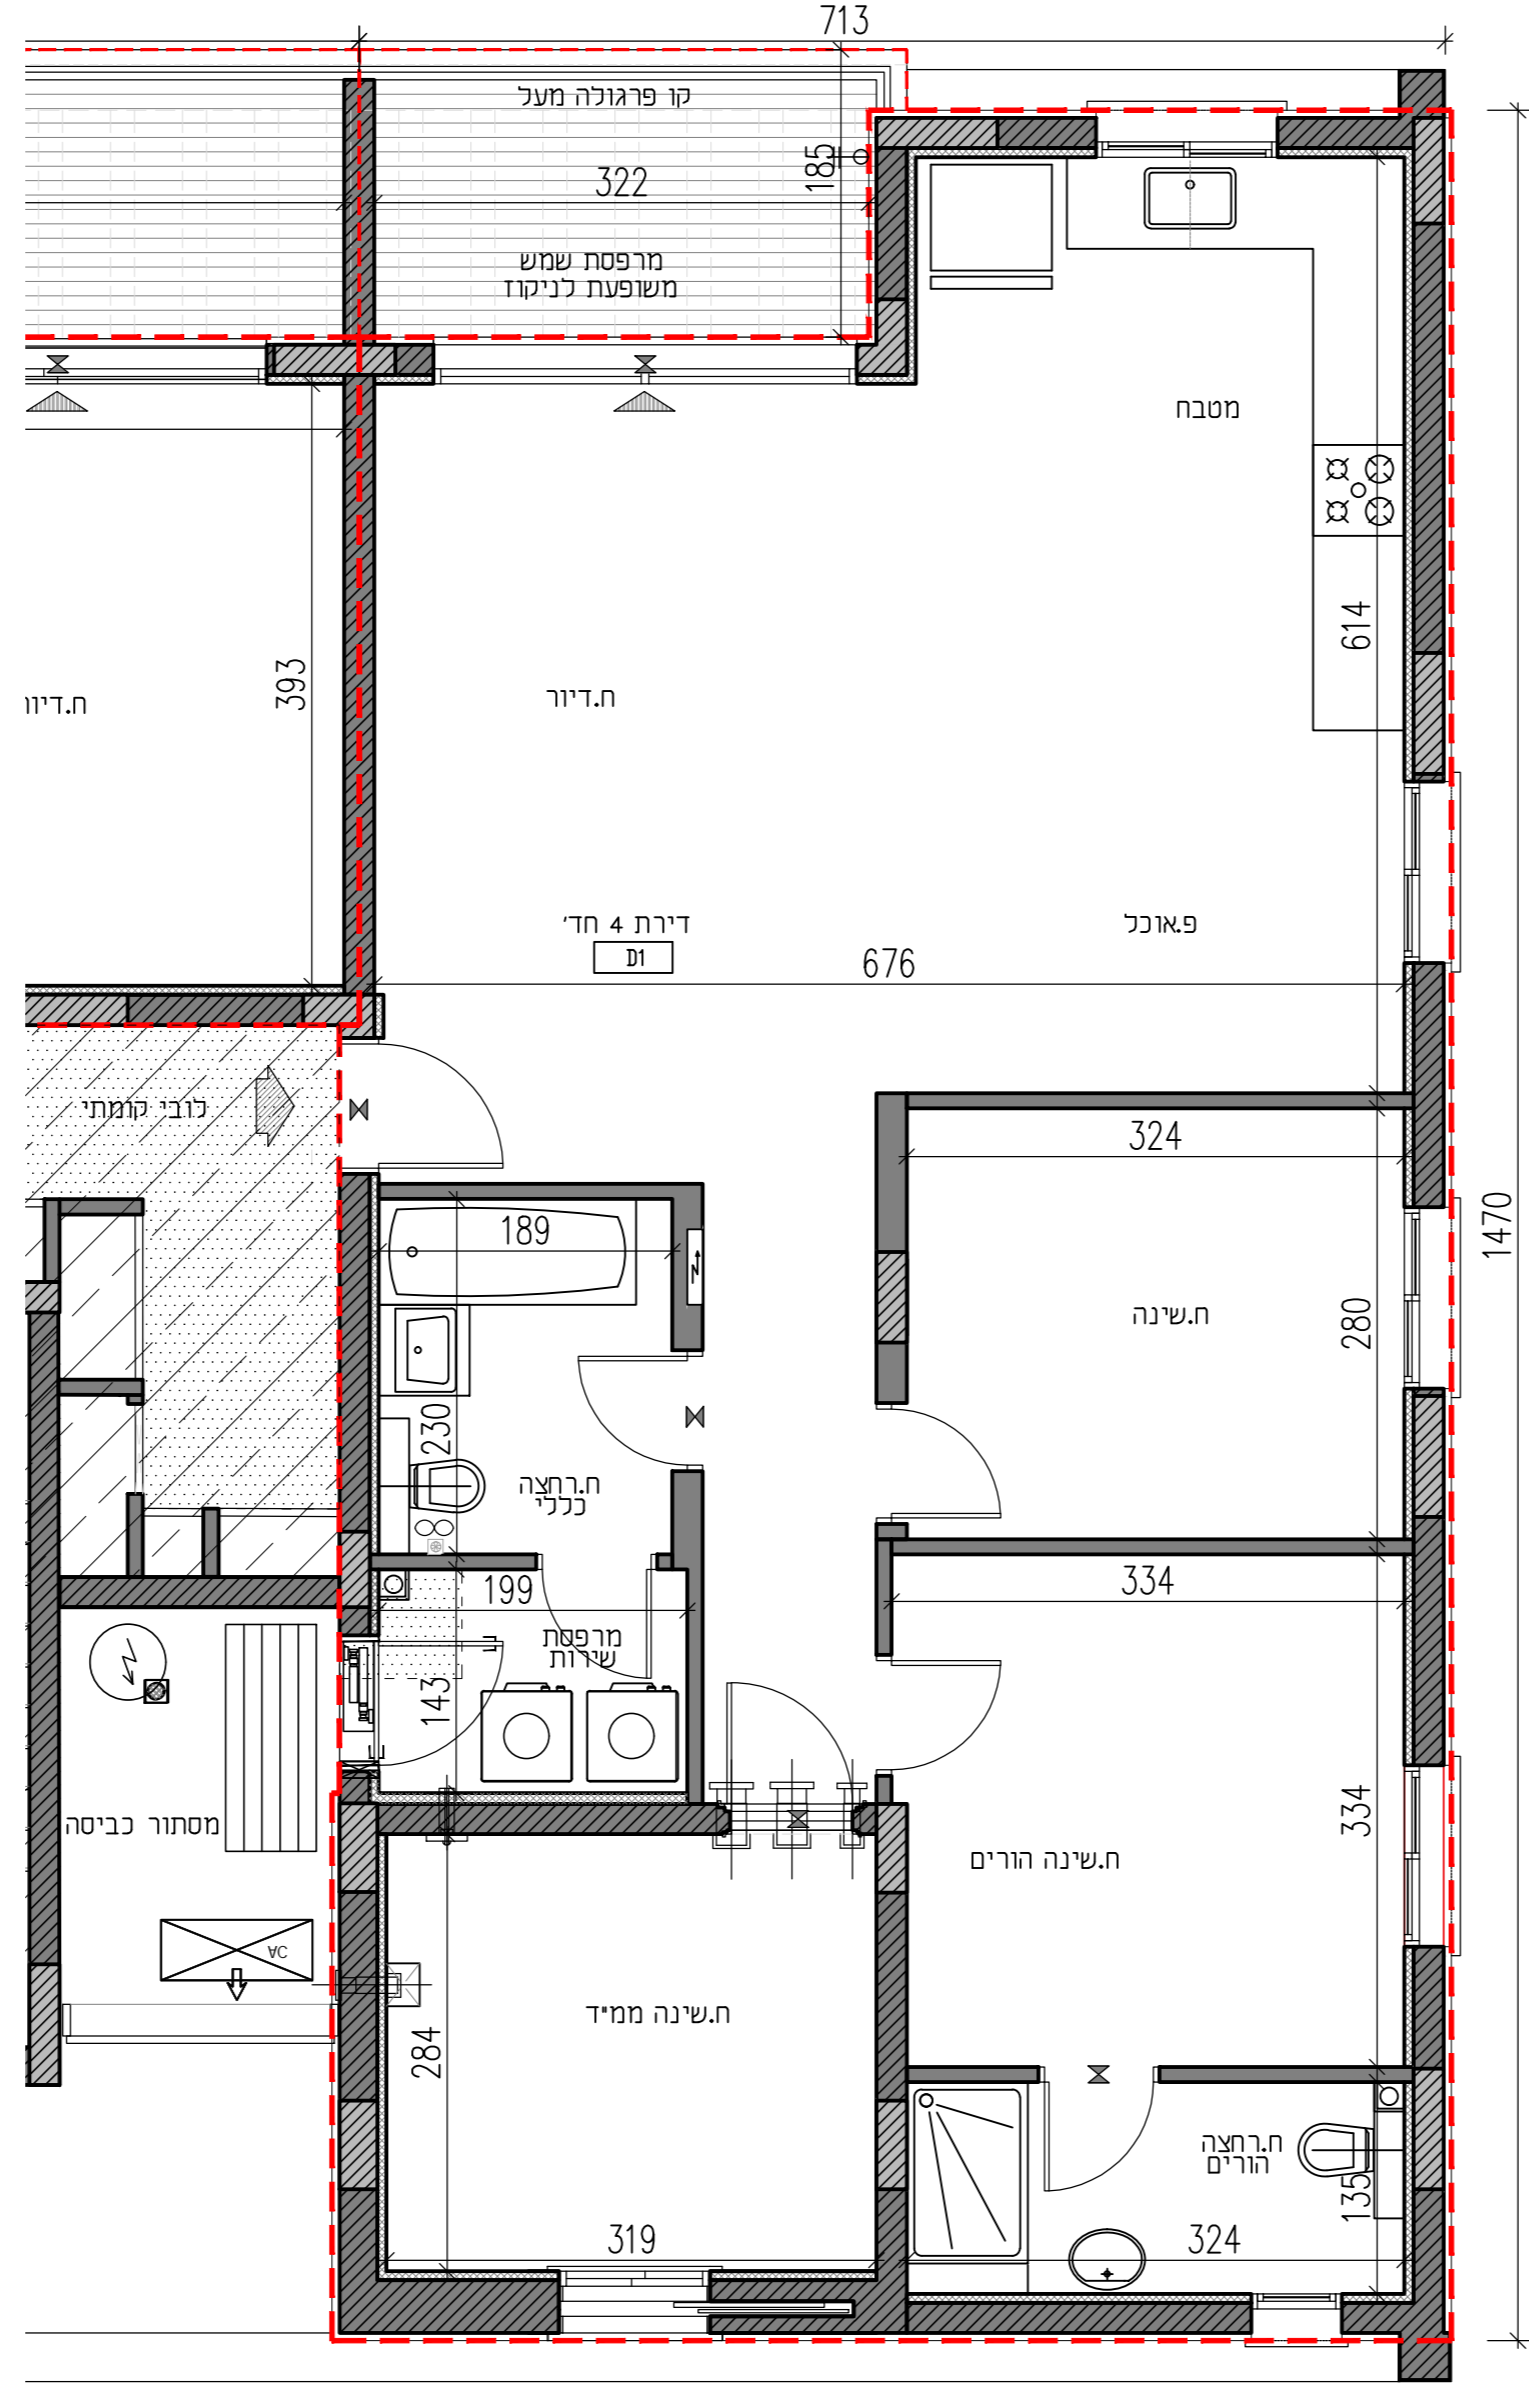 713
קו פרגולה מעל
185
322
מרפסת שמש
משופעת לניקוז
מטבח
614
393
ח.דיור
ח.דיור
דירת 4 חד'
D1
פ.אוכל
676
לובי קומתי
324
1470
189
280
ח.שינה
230
ח.רחצה
כללי
334
199
מרפסת
שירות
143
מסתור כביסה
334
ח.שינה הורים
AC
ח.שינה ממ"ד
284
ח.רחצה
הורים
135
319
324